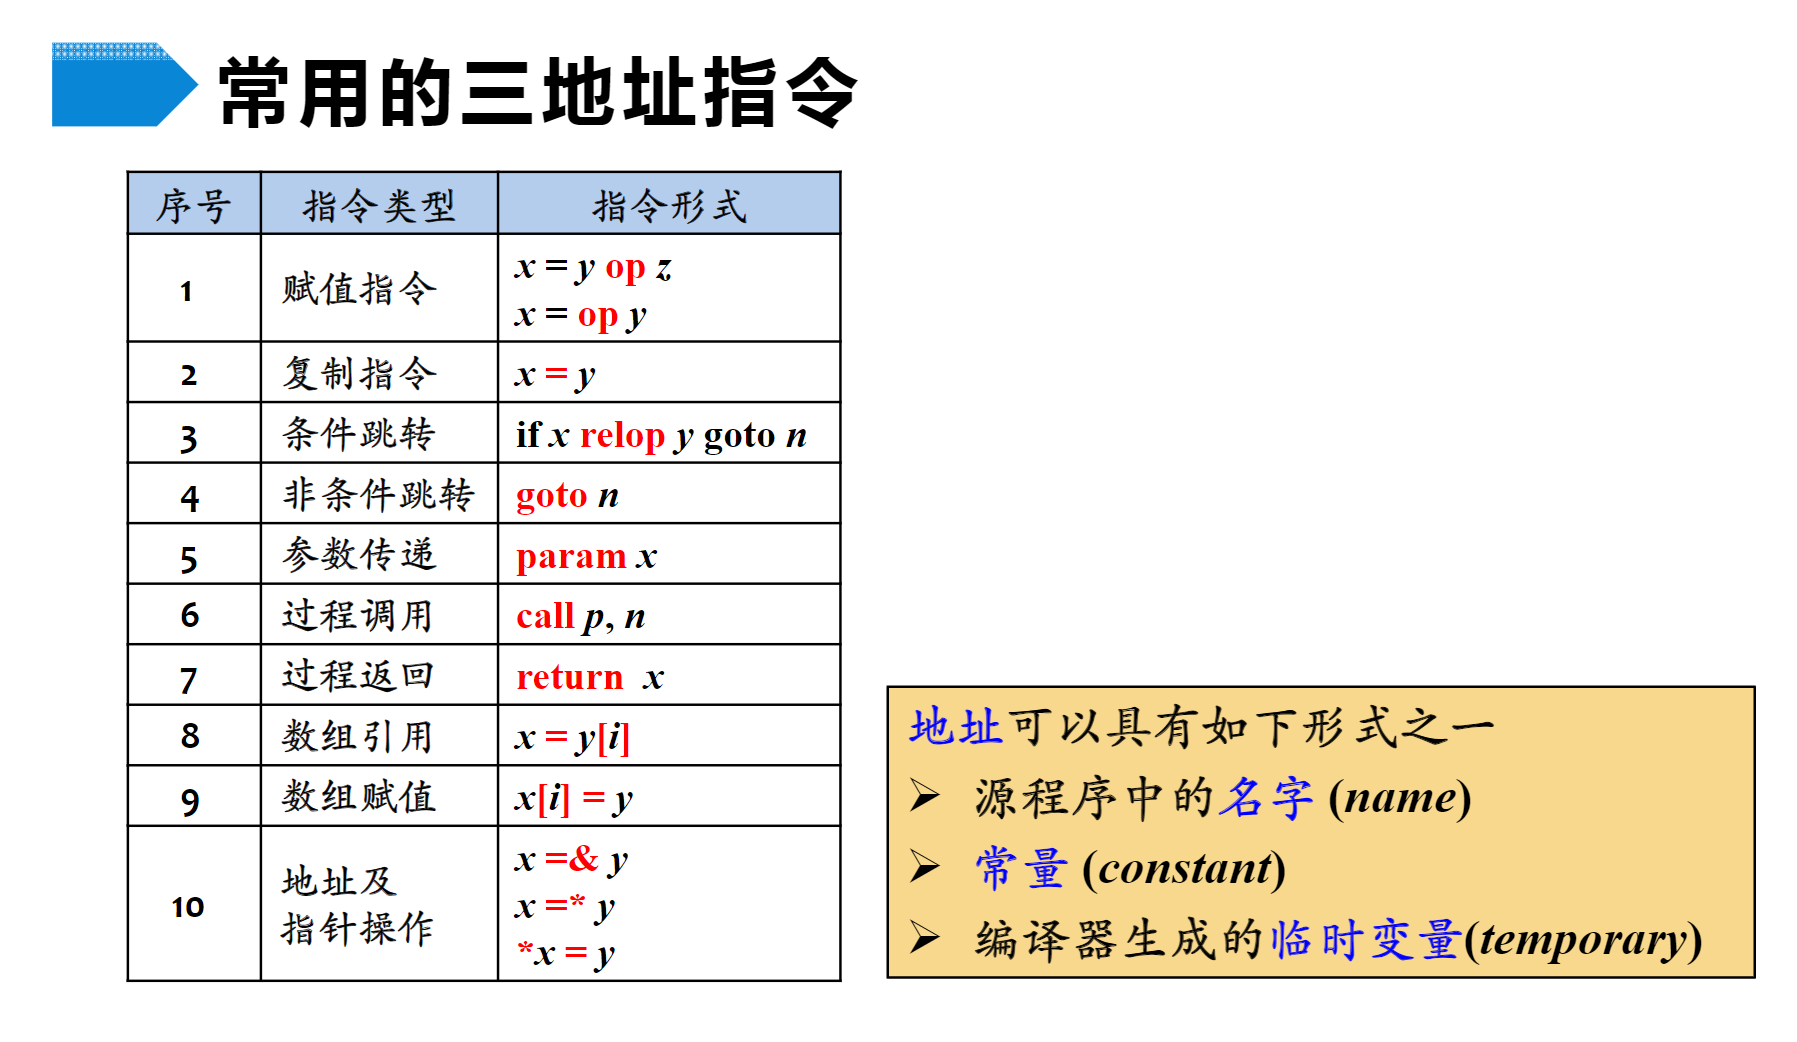 常用的三地址指令
序号 指令类型 指令形式
1 赋值指令 x = y op z
x = op y
2 复制指令 x = y
3 条件跳转 if x relop y goto n
4 非条件跳转 goto n
5 参数传递 param x
6 过程调用 call p, n
7 过程返回 return x
8 数组引用 x = y[i]
9 数组赋值 x[i] = y
10 地址及
指针操作
x =& y
x =* y
*x = y
地址可以具有如下形式之一
➢ 源程序中的名字 (name)
➢ 常量 (constant)
➢ 编译器生成的临时变量(temporary)